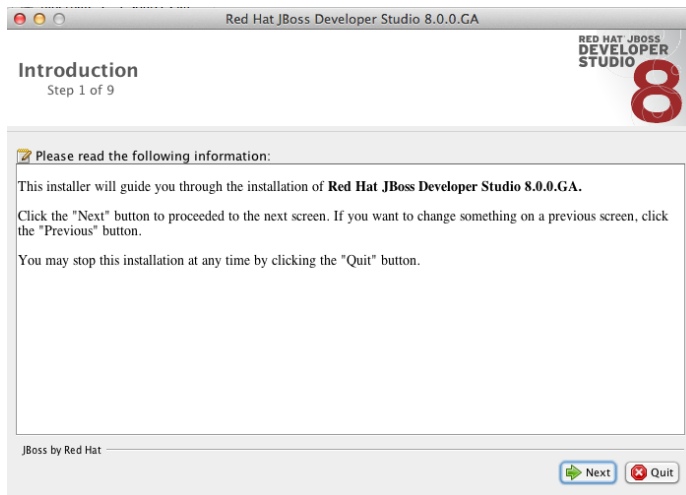 Red Hat JBoss Developer Studio 8.0.0.GA
RED HAT JBOSS
DEVELOPER
STUDIO
8
Introduction
Step 1 of 9
Please read the following information:
This installer will guide you through the installation of Red Hat JBoss Developer Studio 8.0.0.GA.
Click the "Next" button to proceeded to the next screen. If you want to change something on a previous screen, click
the "Previous" button.
You may stop this installation at any time by clicking the "Quit" button.
JBoss by Red Hat
Next
Quit